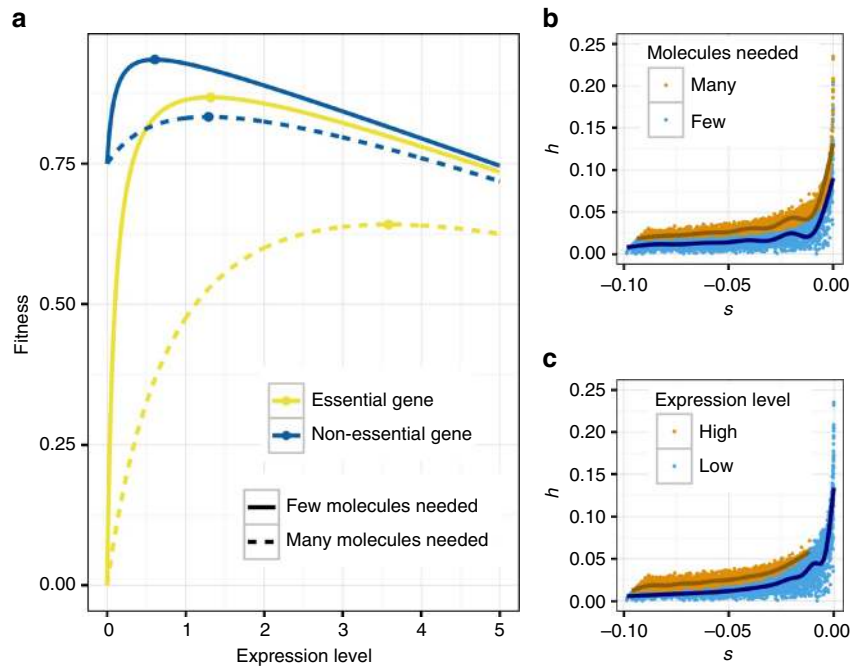 a
Fitness
0.75
0.50
0.25
0.00
Essential gene
Non-essential gene
Few molecules needed
Many molecules needed
0 1 2 3 4 5
Expression level
b
h
0.25
0.20
0.15
0.10
0.05
0.00
Molecules needed
Many
Few
−0.10 −0.05 0.00
s
c
h
0.25
0.20
0.15
0.10
0.05
0.00
Expression level
High
Low
−0.10 −0.05 0.00
s